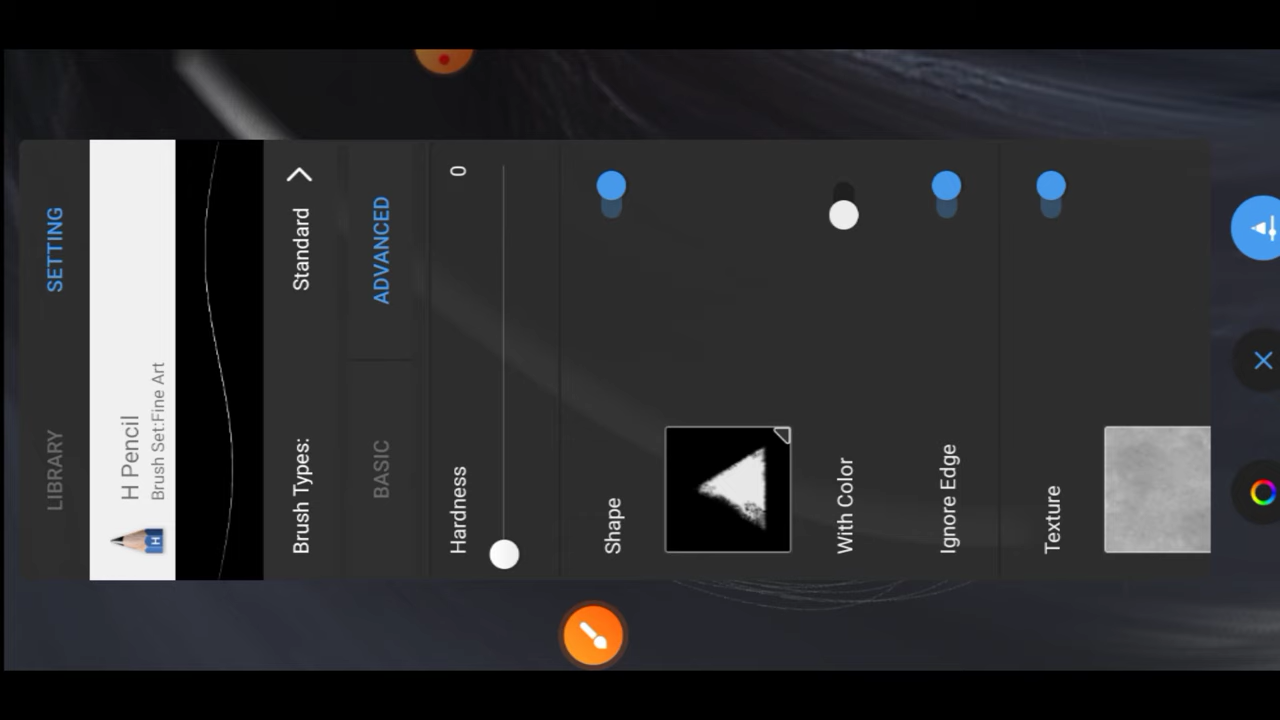 LIBRARY SETTING
H Pencil
Brush Set:Fine Art
Brush Types: Standard
BASIC ADVANCED
Hardness 0
Shape
With Color
Ignore Edge
Texture